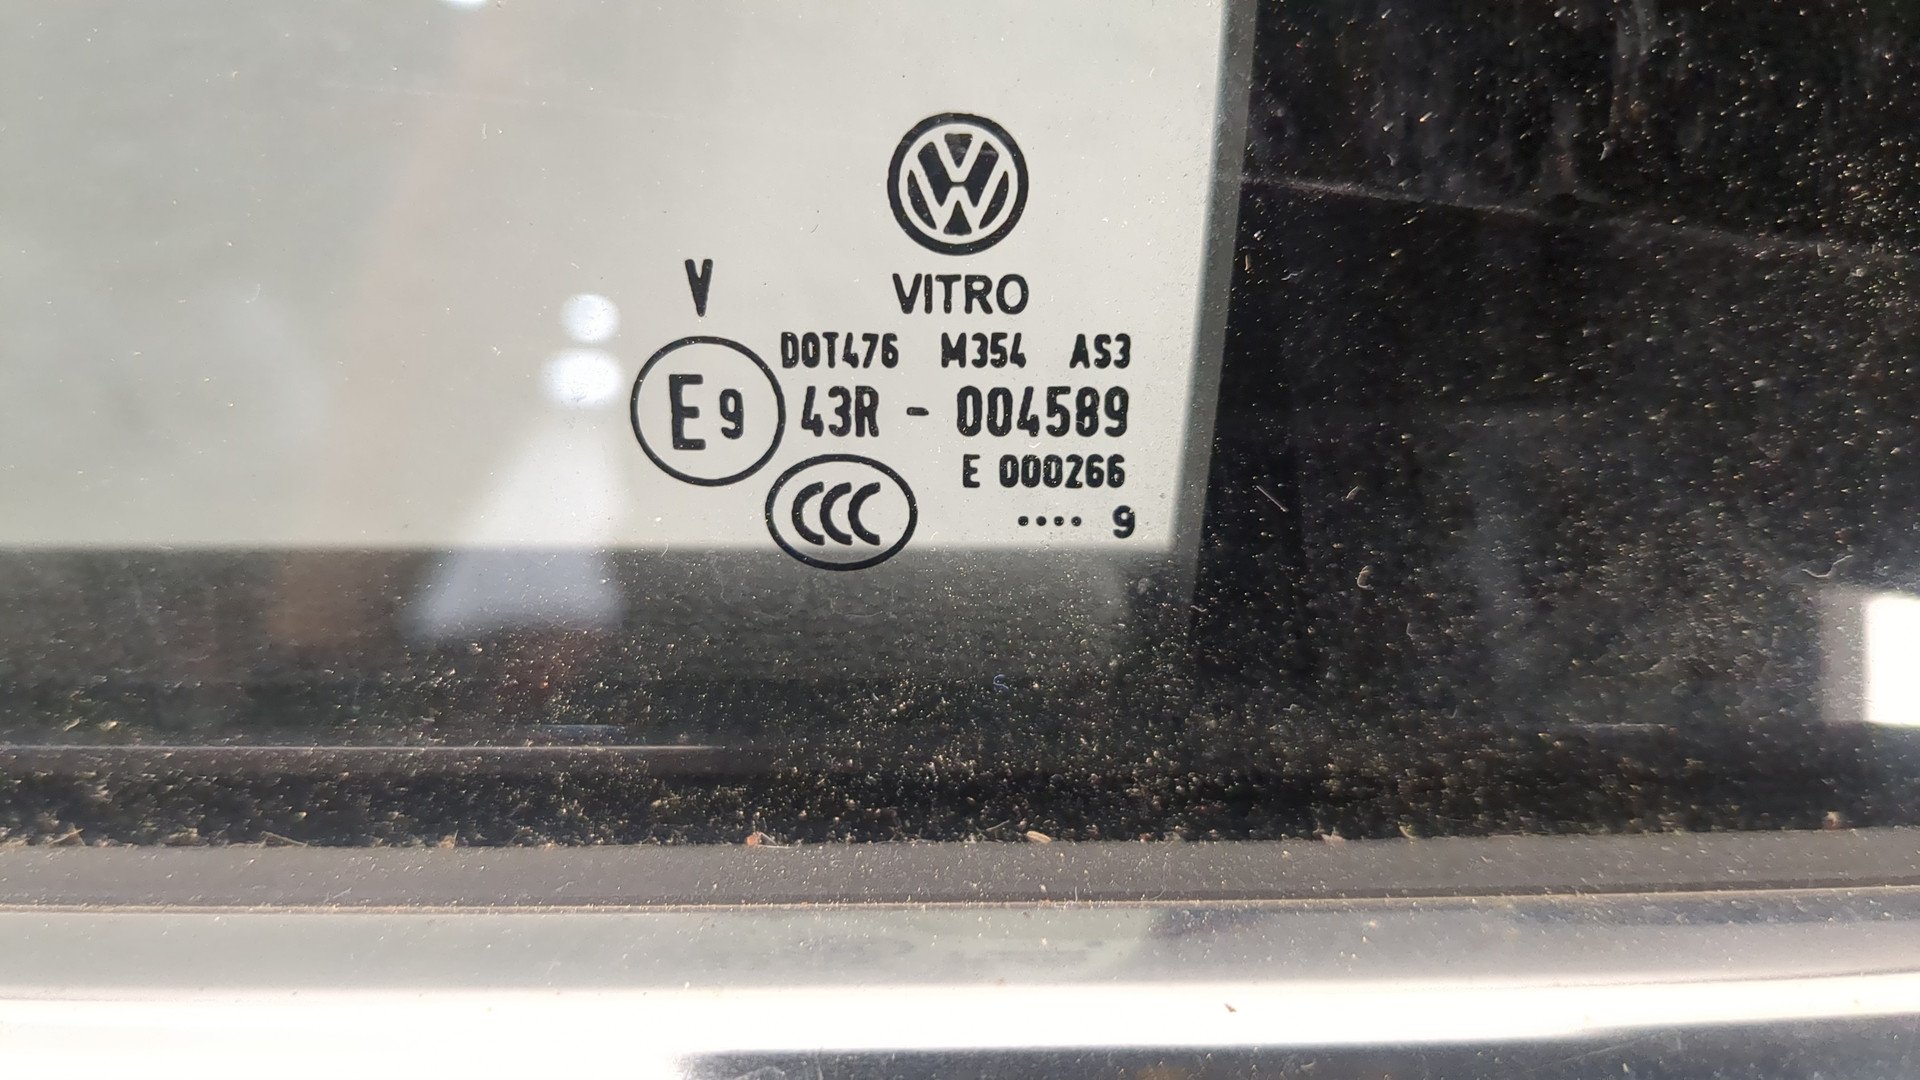 VITRO
V
DOT476 M354 AS3
E9 43R - 004589
E 000266
CCC
.... 9